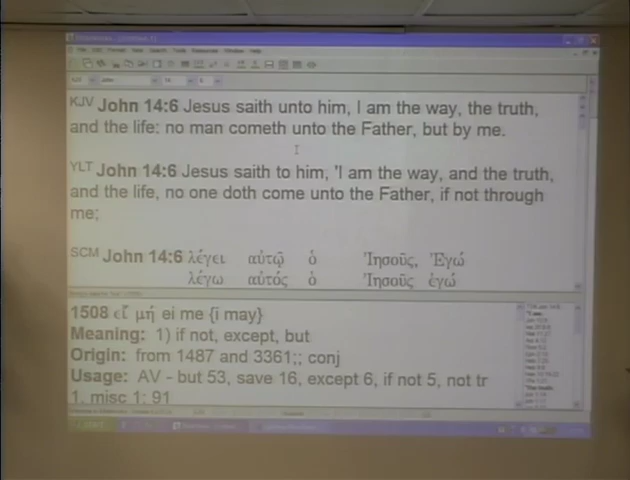 KJV John 14:6 Jesus saith unto him, I am the way, the truth,
and the life: no man cometh unto the Father, but by me.
YLT John 14:6 Jesus saith to him, 'I am the way, and the truth,
and the life, no one doth come unto the Father, if not through
me;
SCM John 14:6 λέγει αὐτῷ ὁ Ἰησοῦς, Ἐγώ
λέγω αὐτός ὁ Ἰησοῦς ἐγώ
1508 εἴ μή ei me {i may}
Meaning: 1) if not, except, but
Origin: from 1487 and 3361;; conj
Usage: AV - but 53, save 16, except 6, if not 5, not tr
1, misc 1; 91